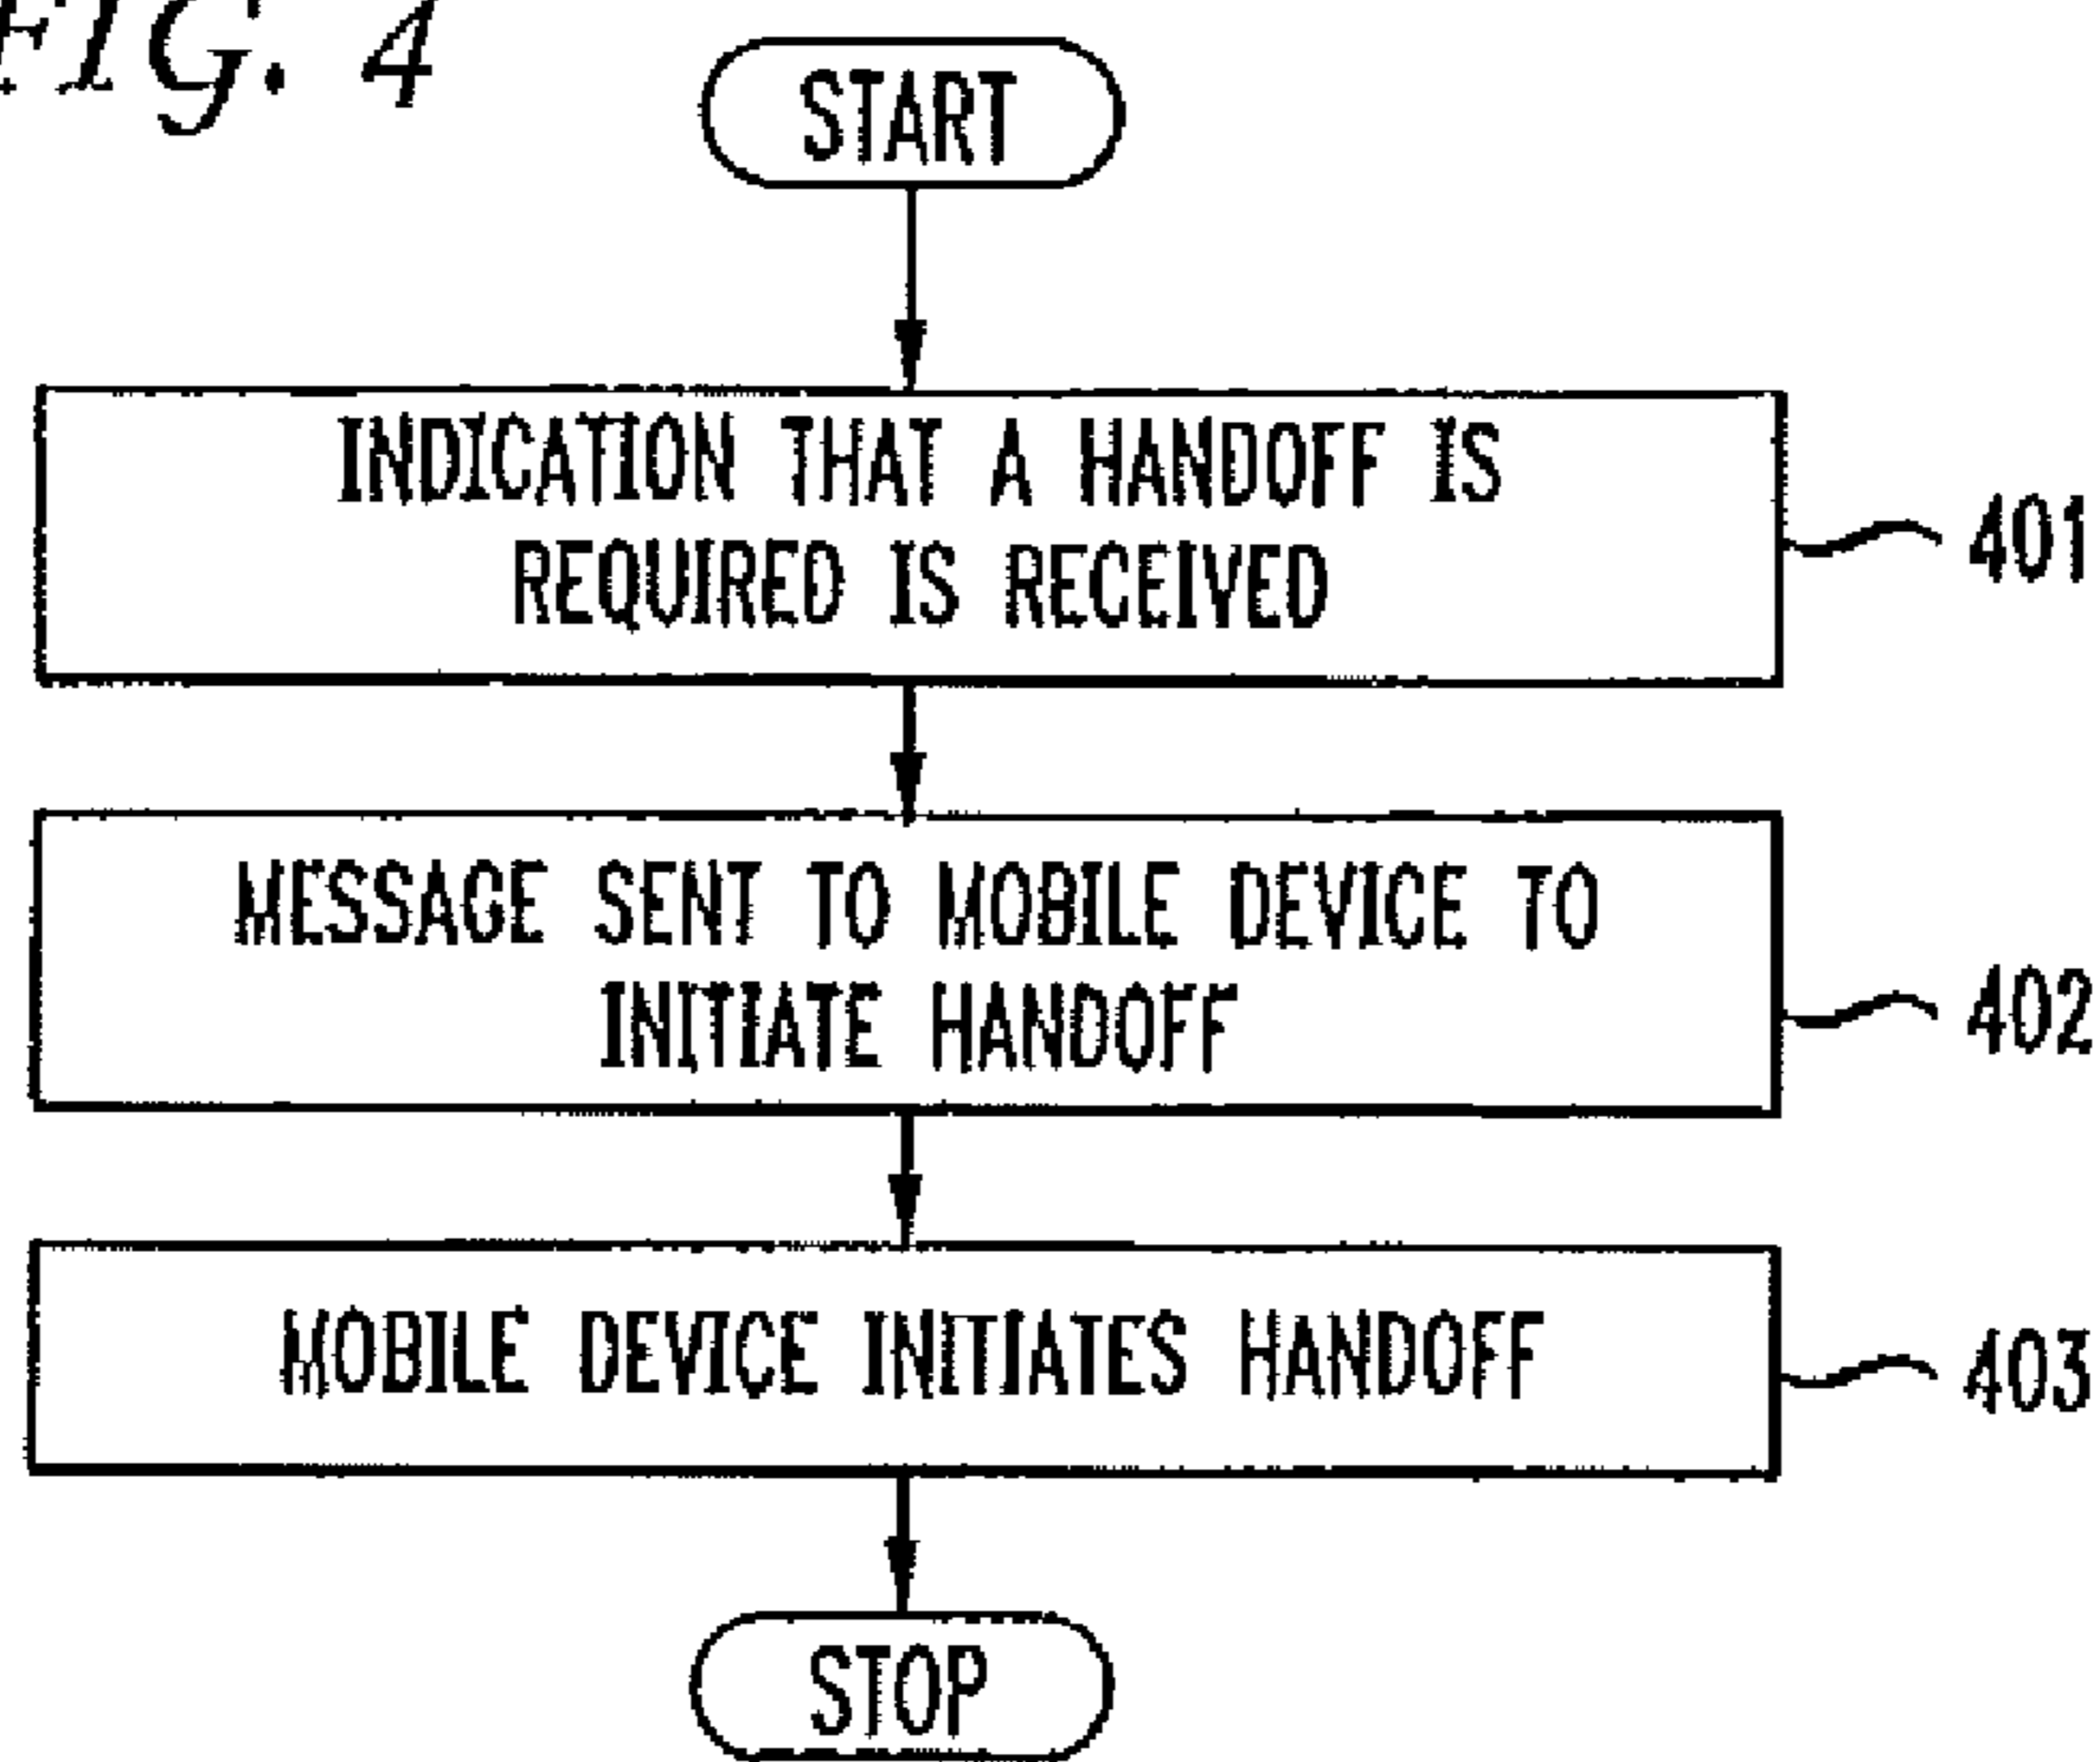 FIG. 4
START
INDICATION THAT A HANDOFF IS
REQUIRED IS RECEIVED
401
MESSAGE SENT TO MOBILE DEVICE TO
INITIATE HANDOFF
402
MOBILE DEVICE INITIATES HANDOFF
403
STOP